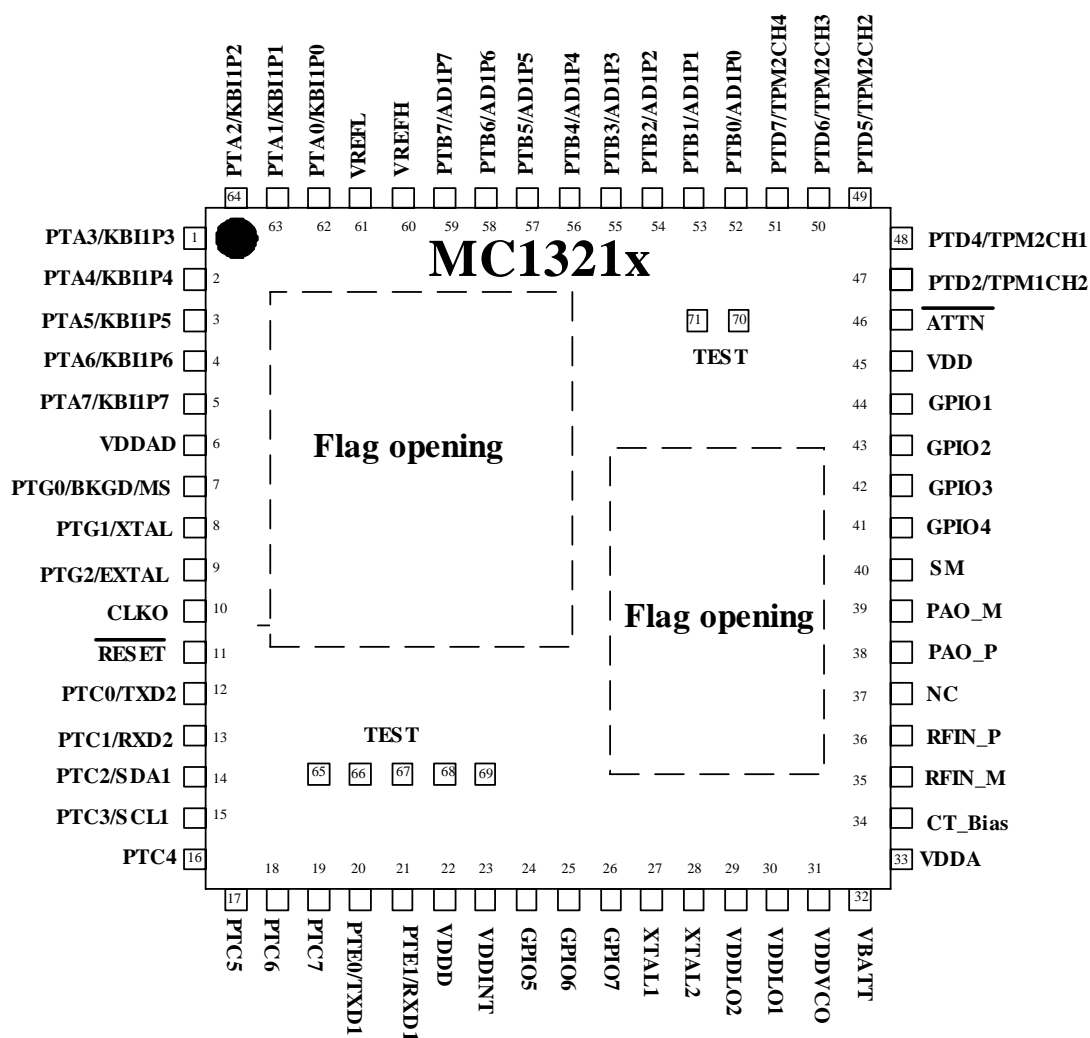 PTA2/KBI1P2
PTA1/KBI1P1
PTA0/KBI1P0
VREFL
VREFH
PTB7/AD1P7
PTB6/AD1P6
PTB5/AD1P5
PTB4/AD1P4
PTB3/AD1P3
PTB2/AD1P2
PTB1/AD1P1
PTB0/AD1P0
PTD7/TPM2CH4
PTD6/TPM2CH3
PTD5/TPM2CH2
64 63 62 61 60 59 58 57 56 55 54 53 52 51 50 49
MC1321x
PTA3/KBI1P3 1
PTA4/KBI1P4 2
PTA5/KBI1P5 3
PTA6/KBI1P6 4
PTA7/KBI1P7 5
VDDAD 6
PTG0/BKGD/MS 7
PTG1/XTAL 8
PTG2/EXTAL 9
CLKO 10
RESET 11
PTC0/TXD2 12
PTC1/RXD2 13
PTC2/SDA1 14
PTC3/SCL1 15
PTC4 16
71 70
TEST
Flag opening
Flag opening
TEST
65 66 67 68 69
48 PTD4/TPM2CH1
47 PTD2/TPM1CH2
46 ATTN
45 VDD
44 GPIO1
43 GPIO2
42 GPIO3
41 GPIO4
40 SM
39 PAO_M
38 PAO_P
37 NC
36 RFIN_P
35 RFIN_M
34 CT_Bias
33 VDDA
17 18 19 20 21 22 23 24 25 26 27 28 29 30 31 32
PTC5
PTC6
PTC7
PTE0/TXD1
PTE1/RXD1
VDDD
VDDINT
GPIO5
GPIO6
GPIO7
XTAL1
XTAL2
VDDLO2
VDDLO1
VDDVCO
VBATT